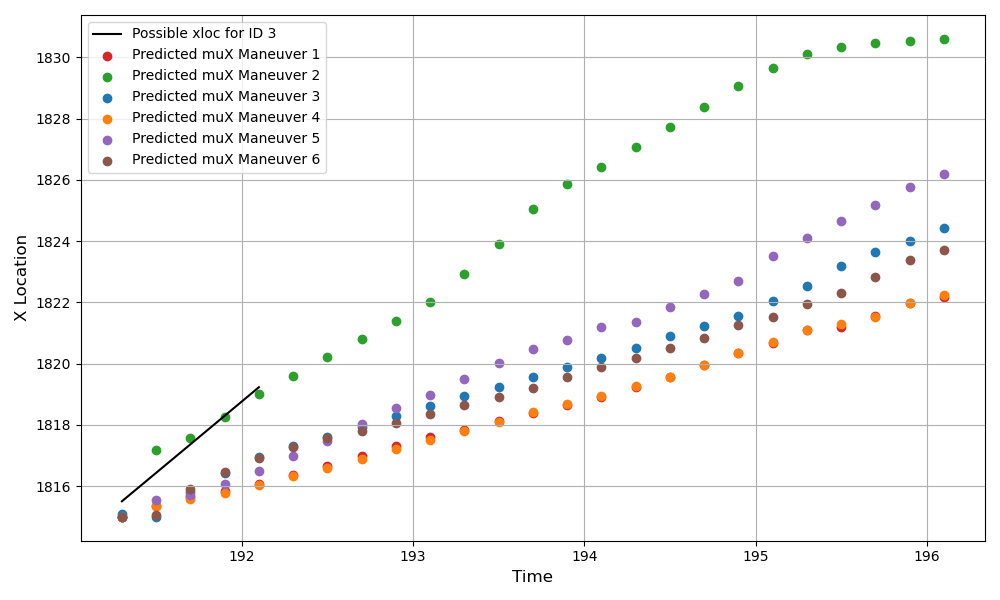 Possible xloc for ID 3
Predicted muX Maneuver 1
Predicted muX Maneuver 2
Predicted muX Maneuver 3
Predicted muX Maneuver 4
Predicted muX Maneuver 5
Predicted muX Maneuver 6
1830
1828
1826
1824
1822
1820
1818
1816
X Location
192 193 194 195 196
Time